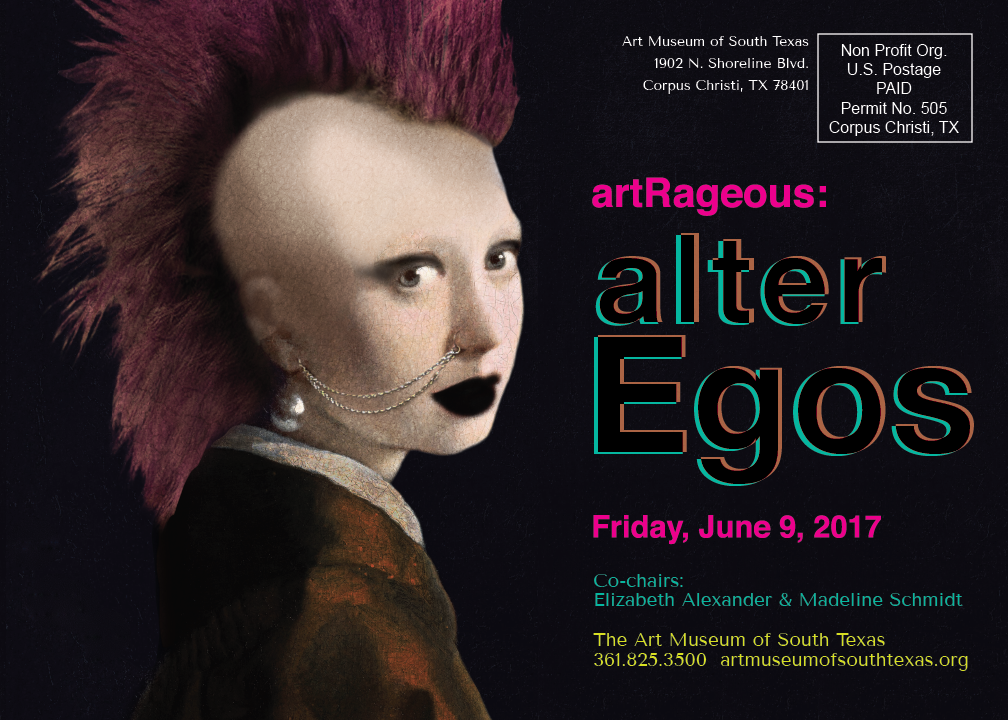 Art Museum of South Texas
1902 N. Shoreline Blvd.
Corpus Christi, TX 78401
Non Profit Org.
U.S. Postage
PAID
Permit No. 505
Corpus Christi, TX
artRageous:
alter
Egos
Friday, June 9, 2017
Co-chairs:
Elizabeth Alexander & Madeline Schmidt
The Art Museum of South Texas
361.825.3500 artmuseumofsouthtexas.org